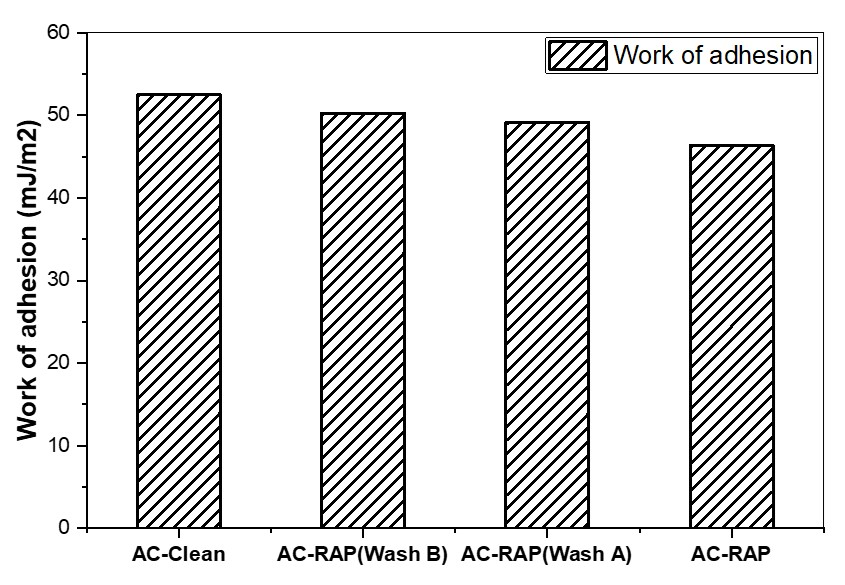 Work of adhesion
Work of adhesion (mJ/m2)
60
50
40
30
20
10
0
AC-Clean AC-RAP(Wash B) AC-RAP(Wash A) AC-RAP